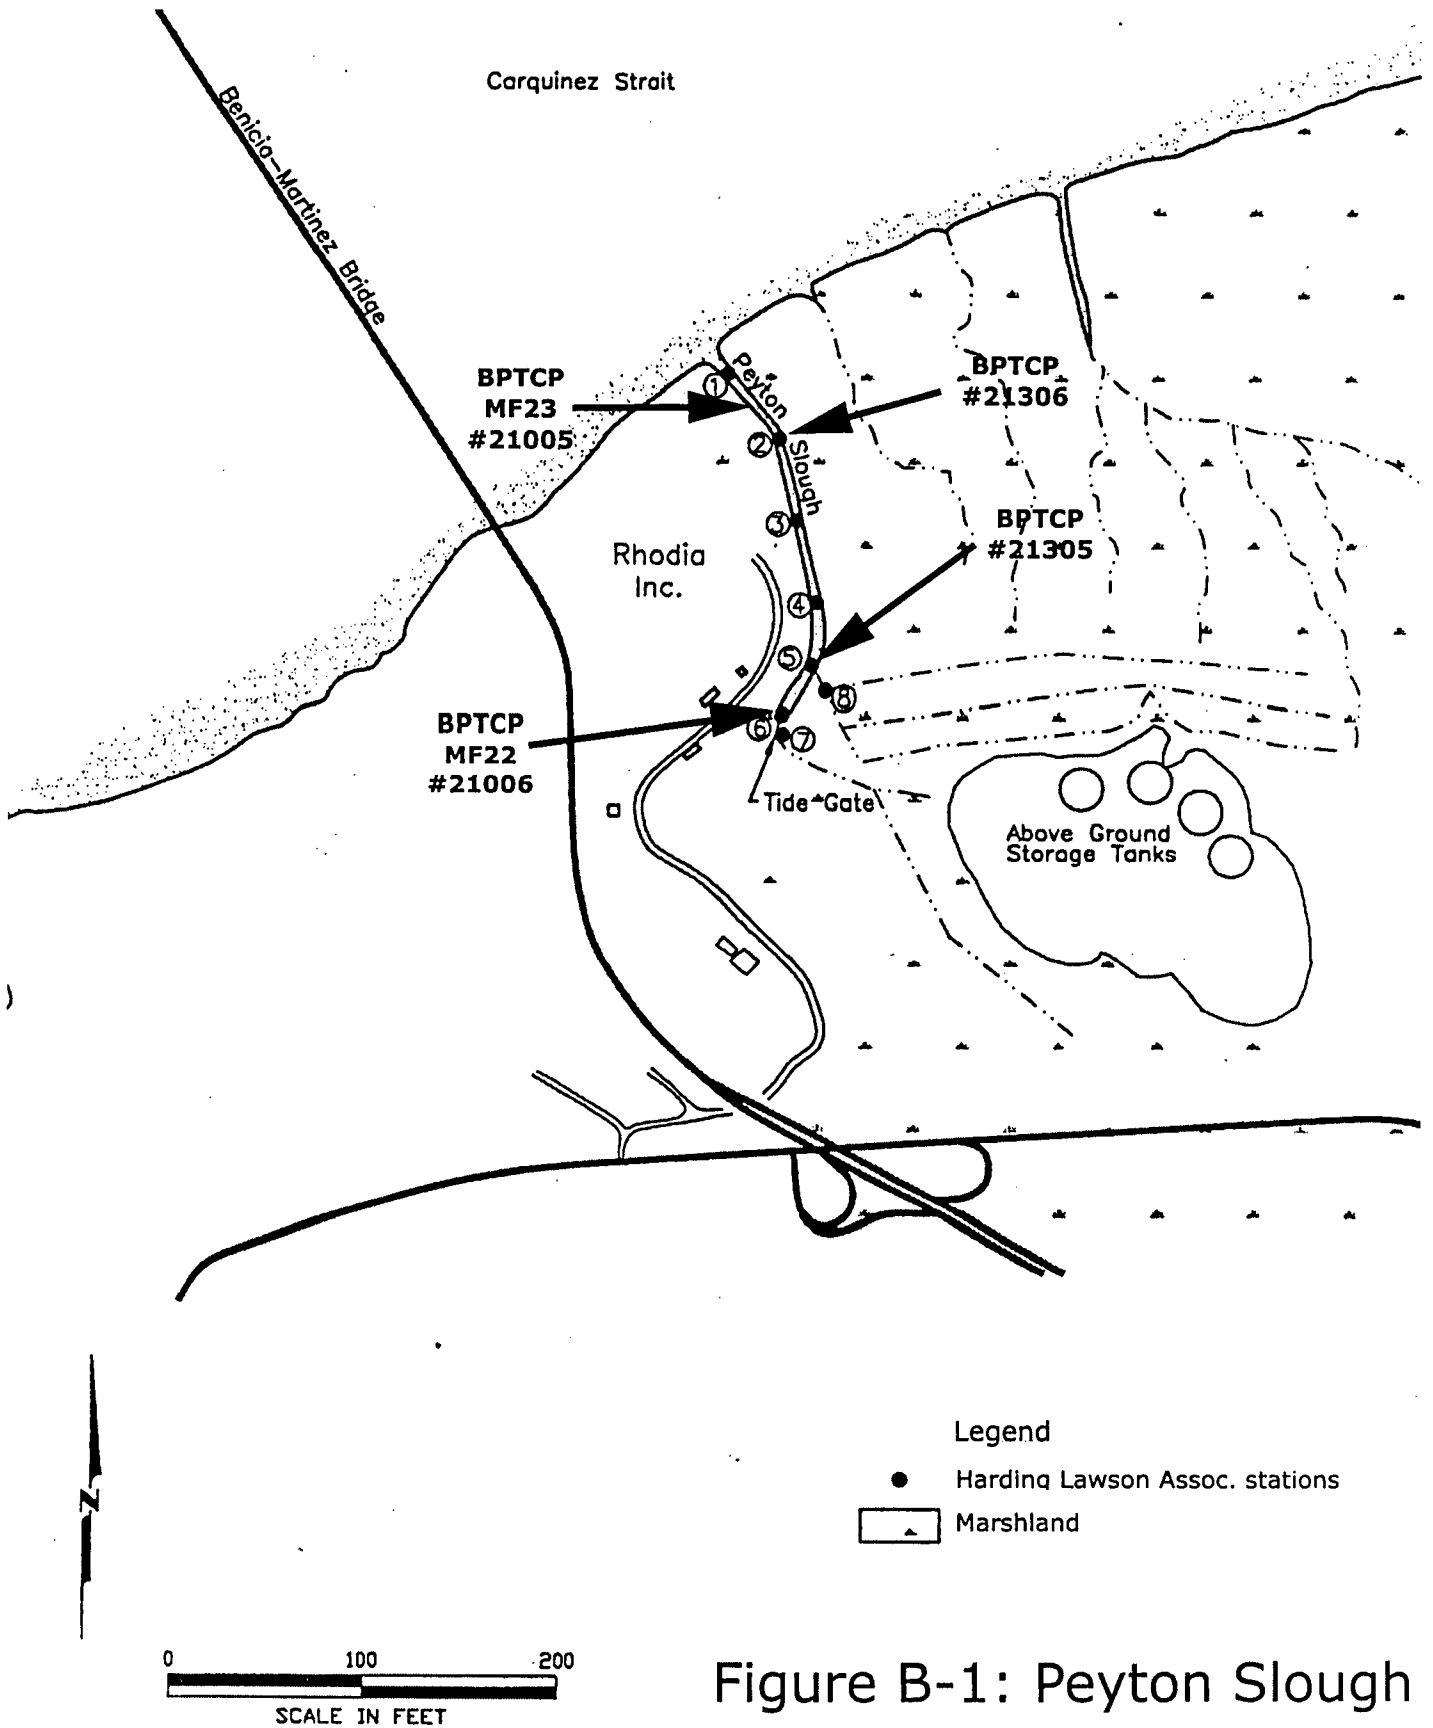 Carquinez Strait
Benicia-Martinez Bridge
BPTCP
MF23
#21005
BPTCP
#21306
Peyton
Slough
1
2
3
4
5
6
7
8
BPTCP
#21305
Rhodia
Inc.
BPTCP
MF22
#21006
Tide Gate
Above Ground
Storage Tanks
Legend
Harding Lawson Assoc. stations
Marshland
N
0 100 200
SCALE IN FEET
Figure B-1: Peyton Slough